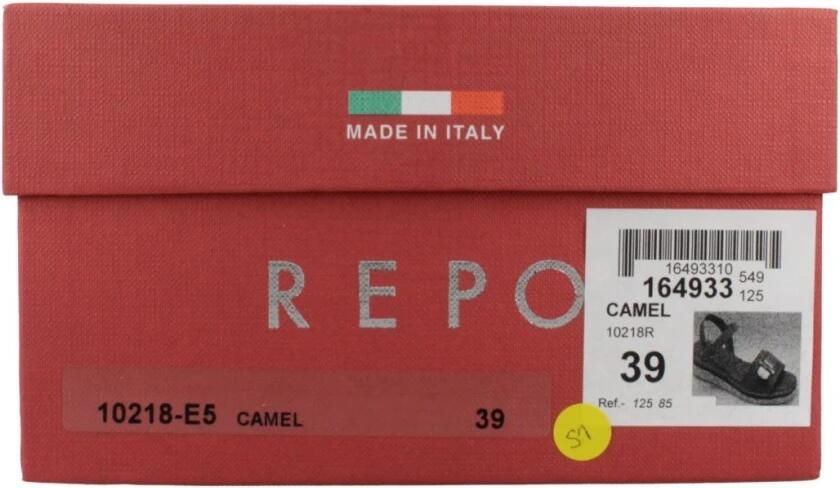 MADE IN ITALY
REPO
16493310
164933 549
125
CAMEL
10218R
39
Ref.- 125 85
10218-E5 CAMEL 39